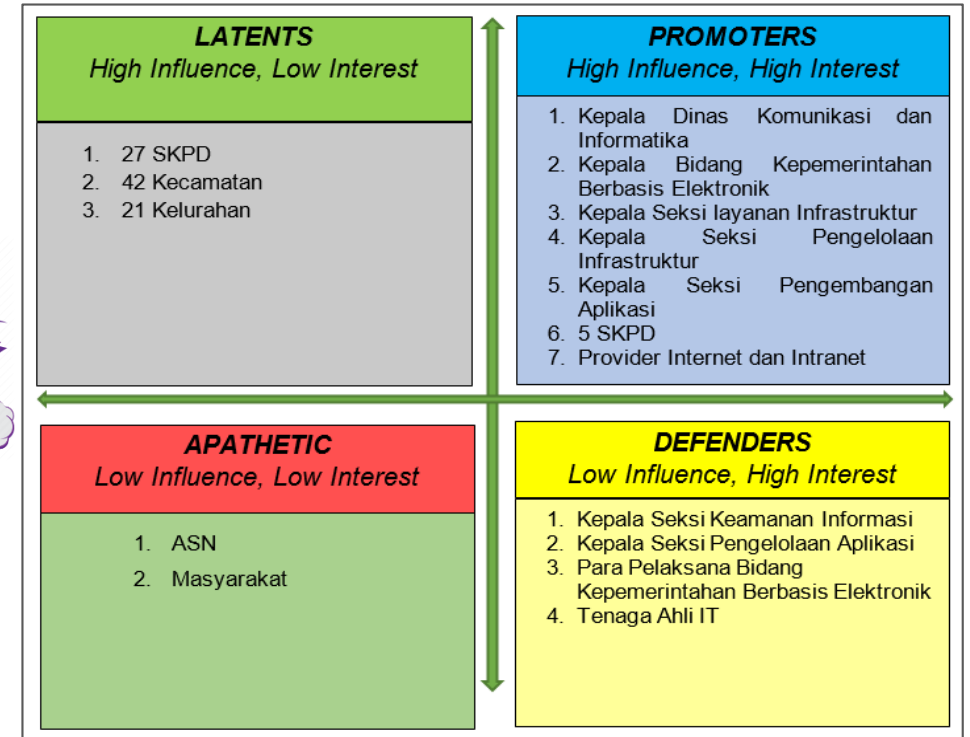 LATENTS
High Influence, Low Interest
1. 27 SKPD
2. 42 Kecamatan
3. 21 Kelurahan
PROMOTERS
High Influence, High Interest
1. Kepala Dinas Komunikasi dan
Informatika
2. Kepala Bidang Kepemerintahan
Berbasis Elektronik
3. Kepala Seksi layanan Infrastruktur
4. Kepala Seksi Pengelolaan
Infrastruktur
5. Kepala Seksi Pengembangan
Aplikasi
6. 5 SKPD
7. Provider Internet dan Intranet
APATHETIC
Low Influence, Low Interest
1. ASN
2. Masyarakat
DEFENDERS
Low Influence, High Interest
1. Kepala Seksi Keamanan Informasi
2. Kepala Seksi Pengelolaan Aplikasi
3. Para Pelaksana Bidang
Kepemerintahan Berbasis Elektronik
4. Tenaga Ahli IT